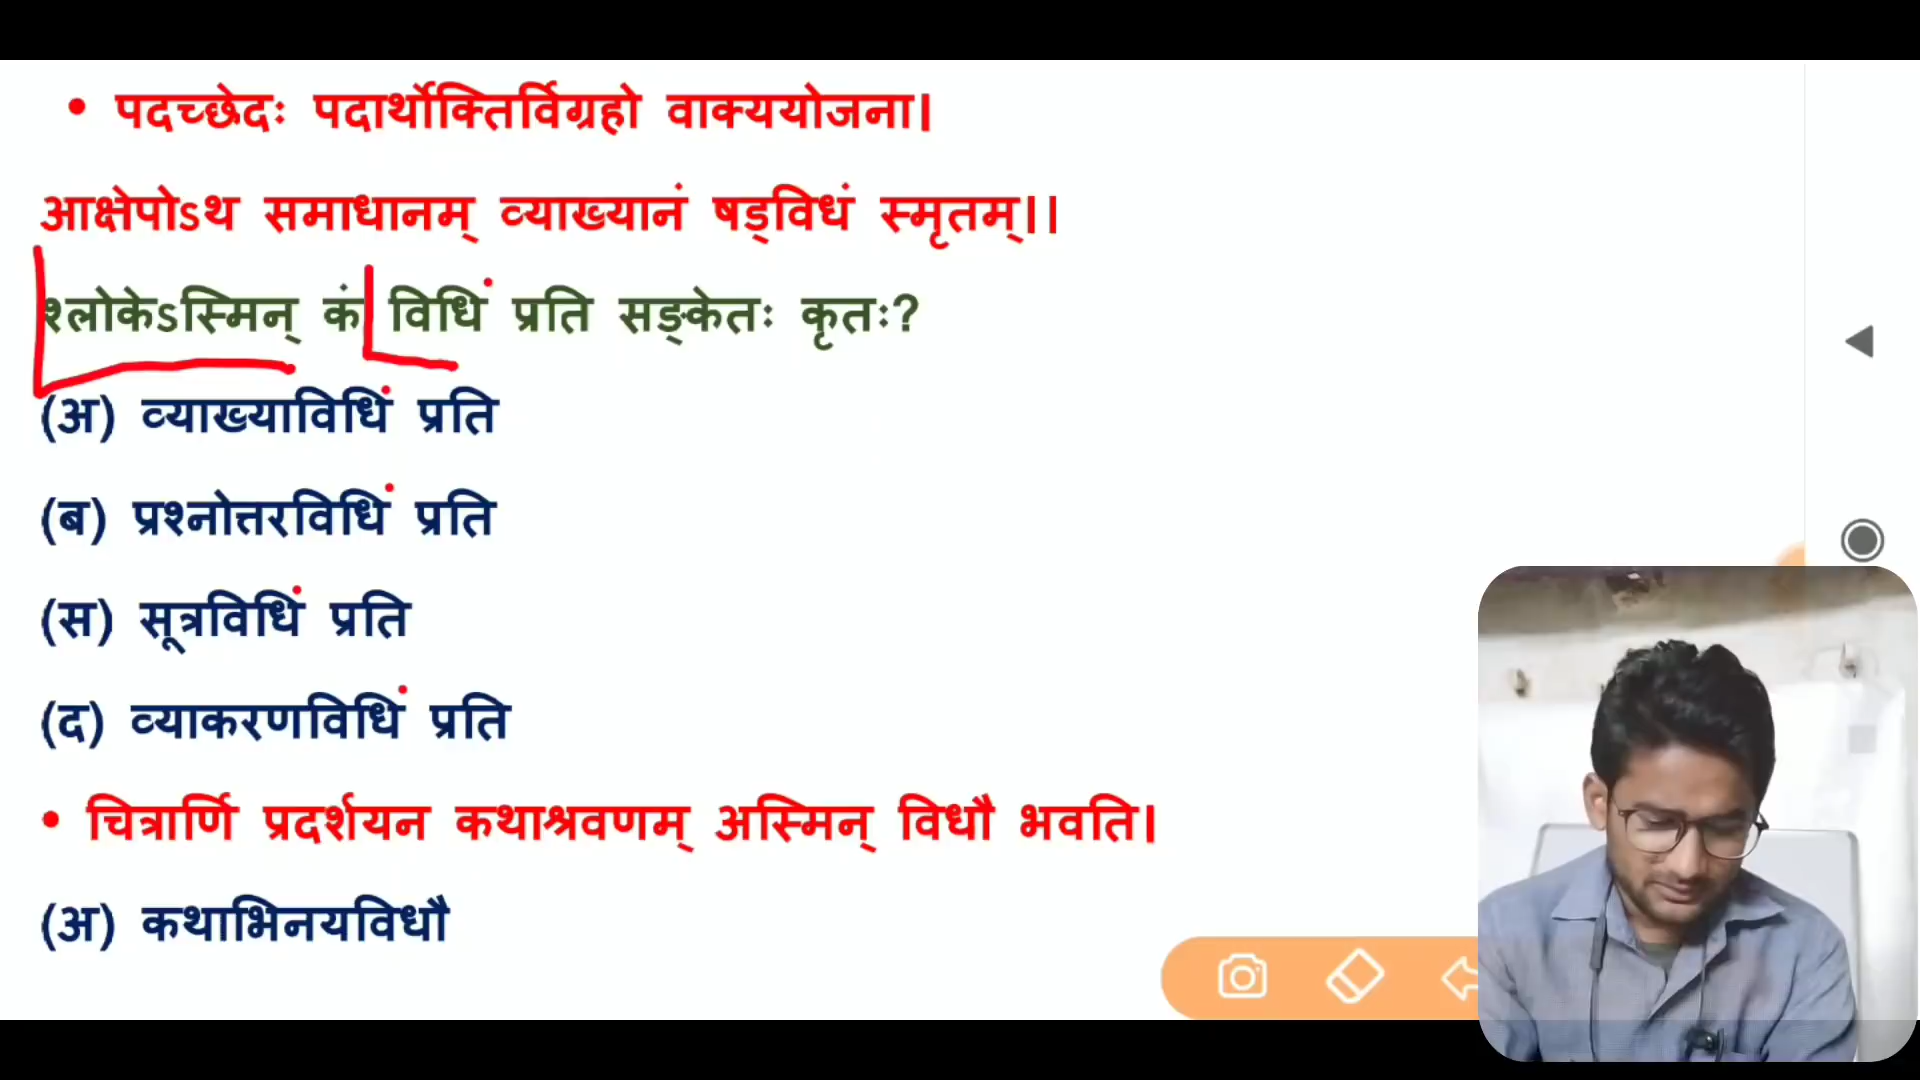 • पदच्छेदः पदार्थोक्तिर्विग्रहो वाक्ययोजना।
आक्षेपोऽथ समाधानम् व्याख्यानं षड्विधं स्मृतम्।।
श्लोकेऽस्मिन् कं विधिं प्रति सङ्केतः कृतः?
(अ) व्याख्याविधिं प्रति
(ब) प्रश्नोत्तरविधिं प्रति
(स) सूत्रविधिं प्रति
(द) व्याकरणविधिं प्रति
• चित्रार्णि प्रदर्शयन कथाश्रवणम् अस्मिन् विधौ भवति।
(अ) कथाभिनयविधौ